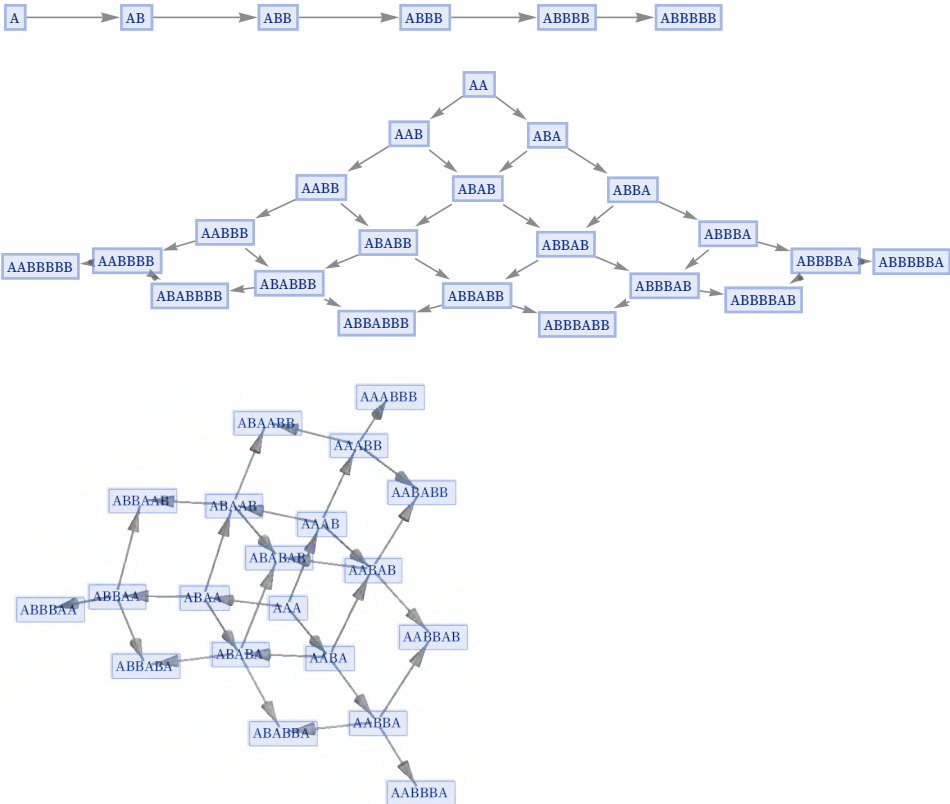 A AB ABB ABBB ABBBB ABBBBB
AA
AAB ABA
AABB ABAB ABBA
AABBB ABABB ABBAB ABBBA
AABBBBB AABBBB ABABBB ABBABB ABBBAB ABBBBA ABBBBBA
ABABBBB ABBABBB ABBBABB ABBBBAB
AAABBB
ABAABB AAABB
AABABB
ABBAAB ABAAB AAAB
ABABAB AABAB
ABBBAA ABBAA ABAA AAA
AABBAB
ABBABA ABABA AABA
ABABBA AABBA
AABBBA